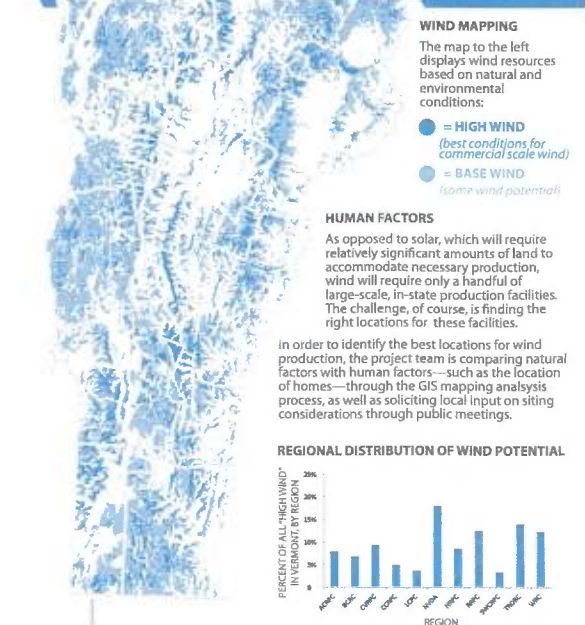 WIND MAPPING
The map to the left
displays wind resources
based on natural and
environmental
conditions:
= HIGH WIND
(best conditions for
commercial scale wind)
= BASE WIND
(some wind potential)
HUMAN FACTORS
As opposed to solar, which will require
relatively significant amounts of land to
accommodate necessary production,
wind will require only a handful of
large-scale, in-state production facilities.
The challenge, of course, is finding the
right locations for these facilities.
In order to identify the best locations for wind
production, the project team is comparing natural
factors with human factors—such as the location
of homes—through the GIS mapping analsysis
process, as well as soliciting local input on siting
considerations through public meetings.
REGIONAL DISTRIBUTION OF WIND POTENTIAL
PERCENT OF ALL "HIGH WIND"
IN VERMONT, BY REGION
25%
20%
15%
10%
5%
0
ACRPC
BCRC
CVRPC
CCRPC
LCPC
NVDA
NRPC
RRPC
SWCRPC
TRORC
WRC
REGION